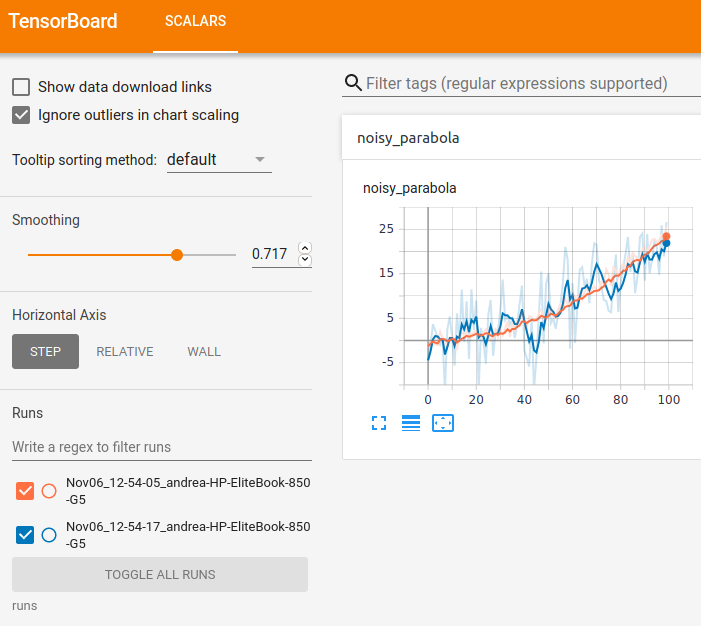 TensorBoard
SCALARS
Show data download links
Ignore outliers in chart scaling
Tooltip sorting method: default
Smoothing
0.717
Horizontal Axis
STEP RELATIVE WALL
Runs
Write a regex to filter runs
Nov06_12-54-05_andrea-HP-EliteBook-850
-G5
Nov06_12-54-17_andrea-HP-EliteBook-850
-G5
TOGGLE ALL RUNS
runs
Filter tags (regular expressions supported)
noisy_parabola
noisy_parabola
25
15
5
-5
0 20 40 60 80 100